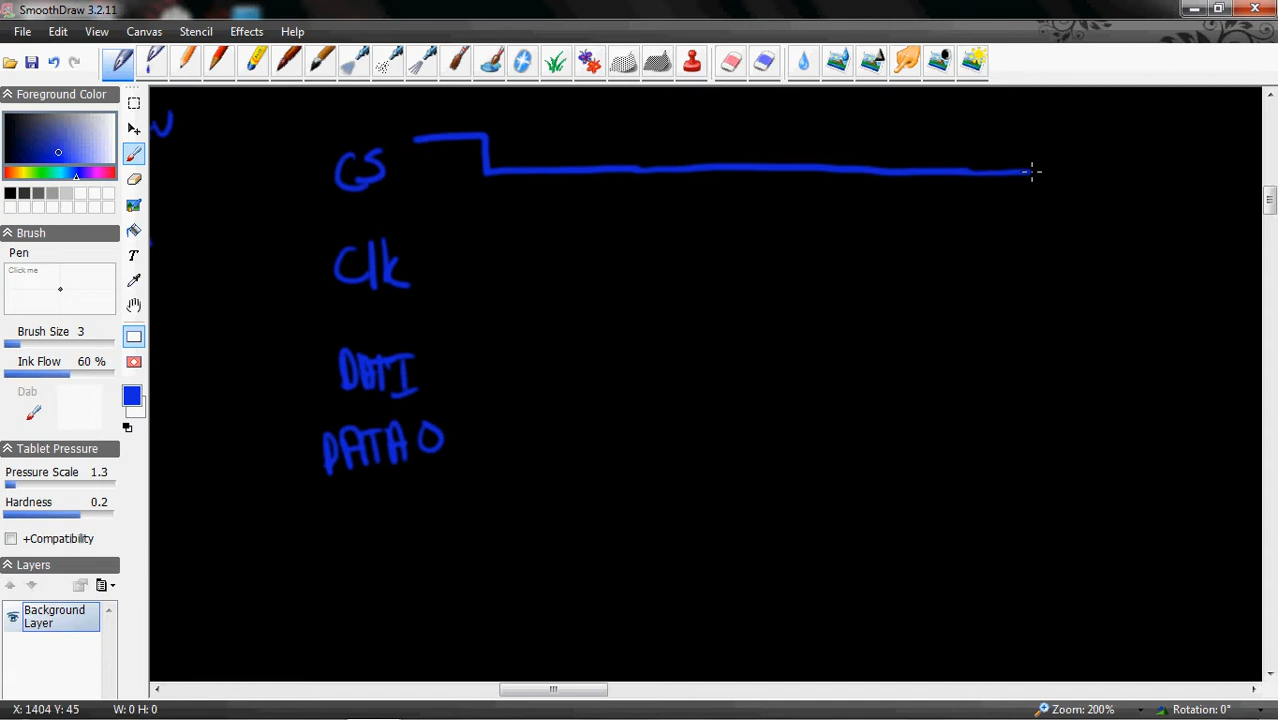 SmoothDraw 3.2.11
File Edit View Canvas Stencil Effects Help
Foreground Color
Brush
Pen
Click me
Brush Size 3
Ink Flow 60 %
Dab
Tablet Pressure
Pressure Scale 1.3
Hardness 0.2
+Compatibility
Layers
Background
Layer
CS
Clk
DATA O
X: 1404 Y: 45 W: 0 H: 0
Zoom: 200%
Rotation: 0°